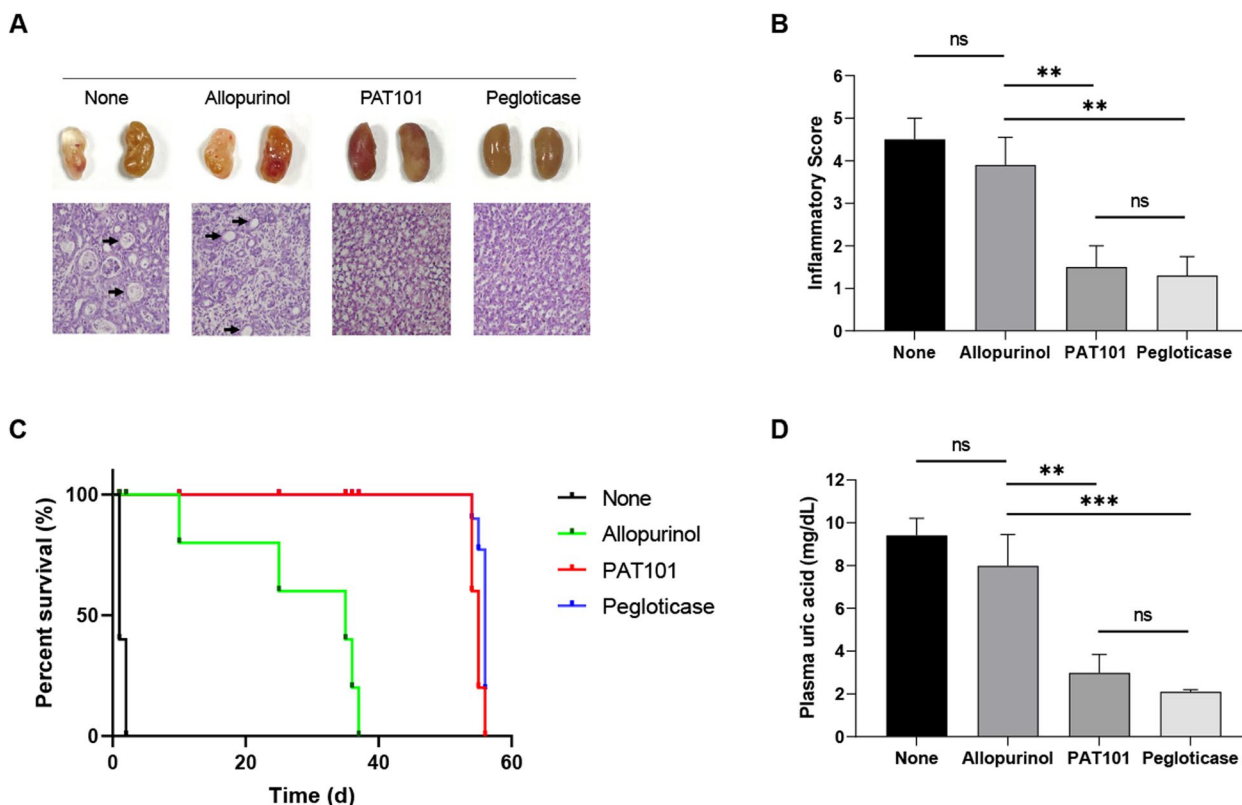 A
None Allopurinol PAT101 Pegloticase
B
ns
**
**
ns
Inflammatory Score
6
5
4
3
2
1
0
None Allopurinol PAT101 Pegloticase
C
Percent survival (%)
100
50
0
0 20 40 60
Time (d)
None
Allopurinol
PAT101
Pegloticase
D
ns
**
***
ns
Plasma uric acid (mg/dL)
12
10
8
6
4
2
0
None Allopurinol PAT101 Pegloticase